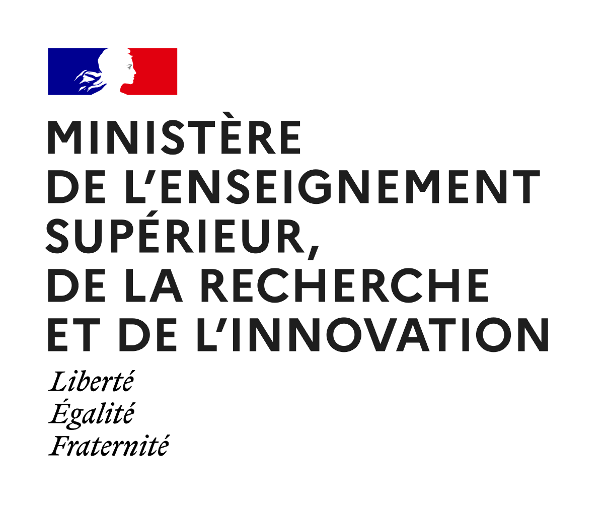 MINISTÈRE
DE L’ENSEIGNEMENT
SUPÉRIEUR,
DE LA RECHERCHE
ET DE L’INNOVATION
Liberté
Égalité
Fraternité